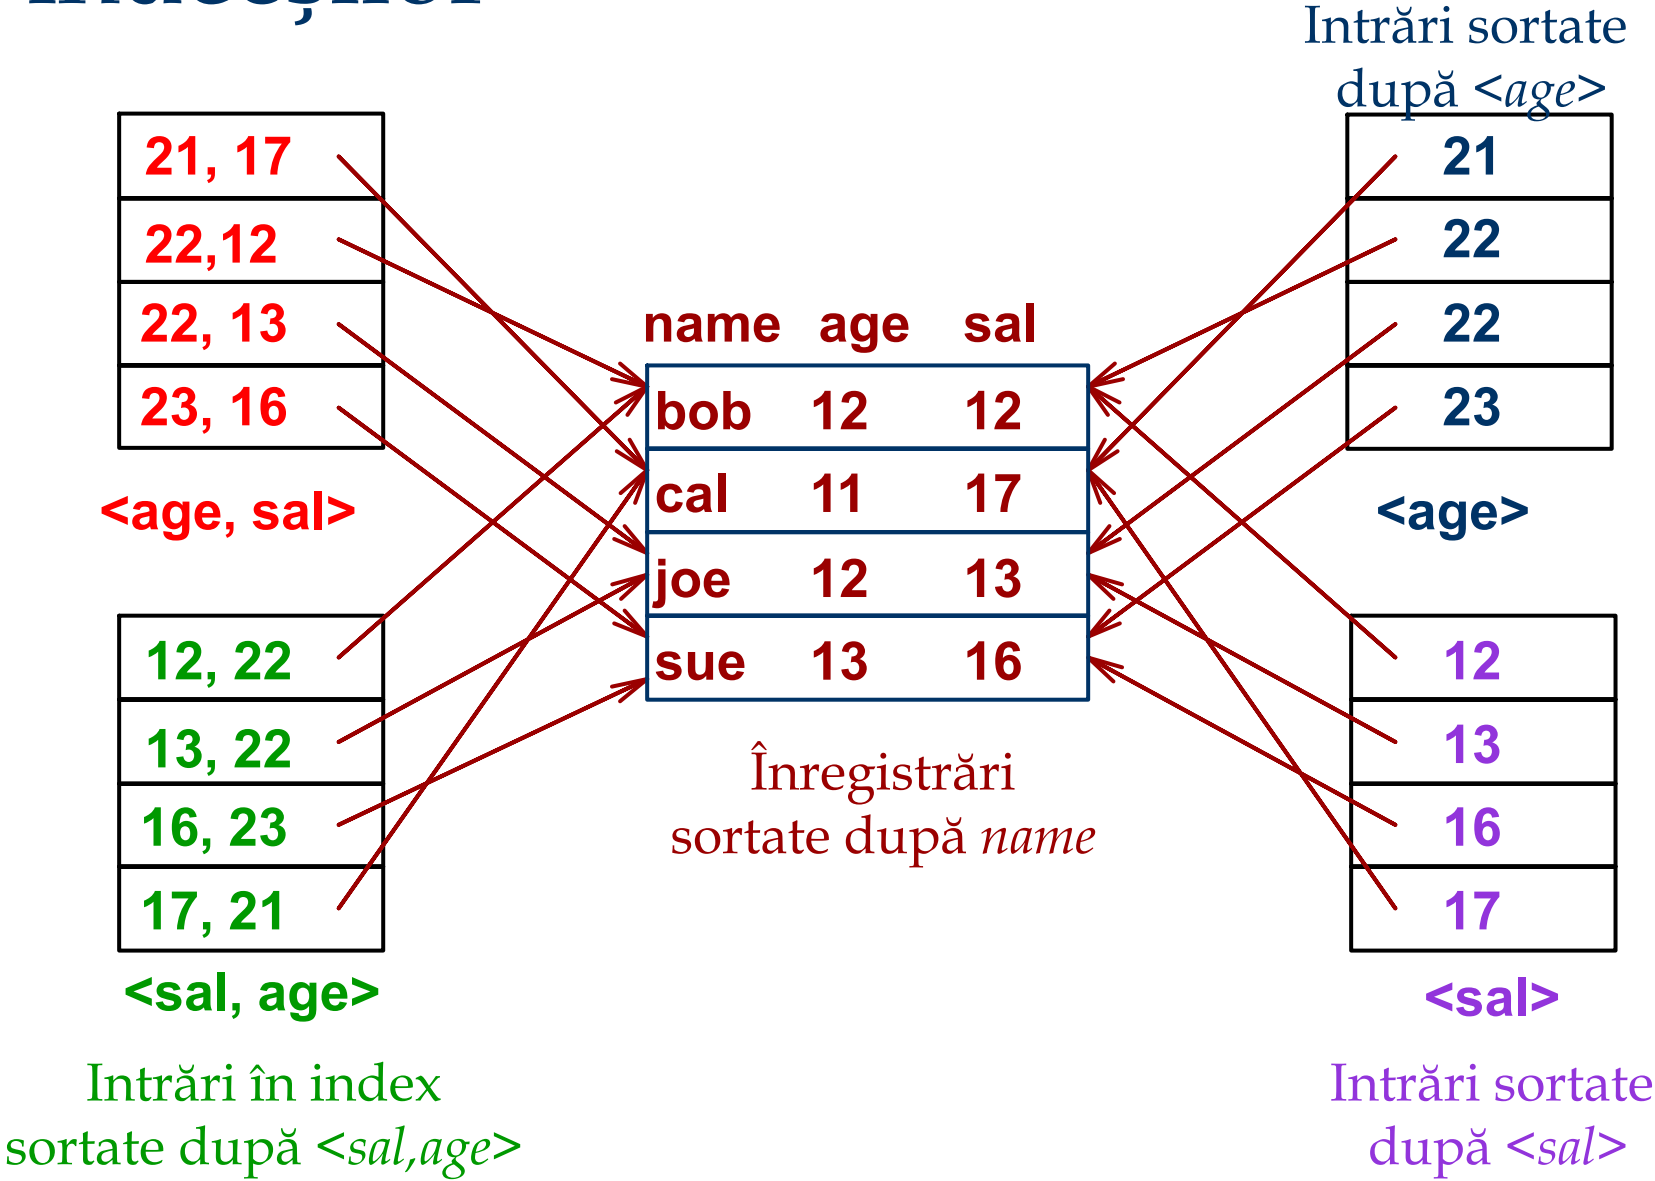 Intrări sortate
după <age>
21, 17
22,12
22, 13
23, 16
<age, sal>
name age sal
bob 12 12
cal 11 17
joe 12 13
sue 13 16
Înregistrări
sortate după name
21
22
22
23
<age>
12, 22
13, 22
16, 23
17, 21
<sal, age>
Intrări în index
sortate după <sal,age>
12
13
16
17
<sal>
Intrări sortate
după <sal>